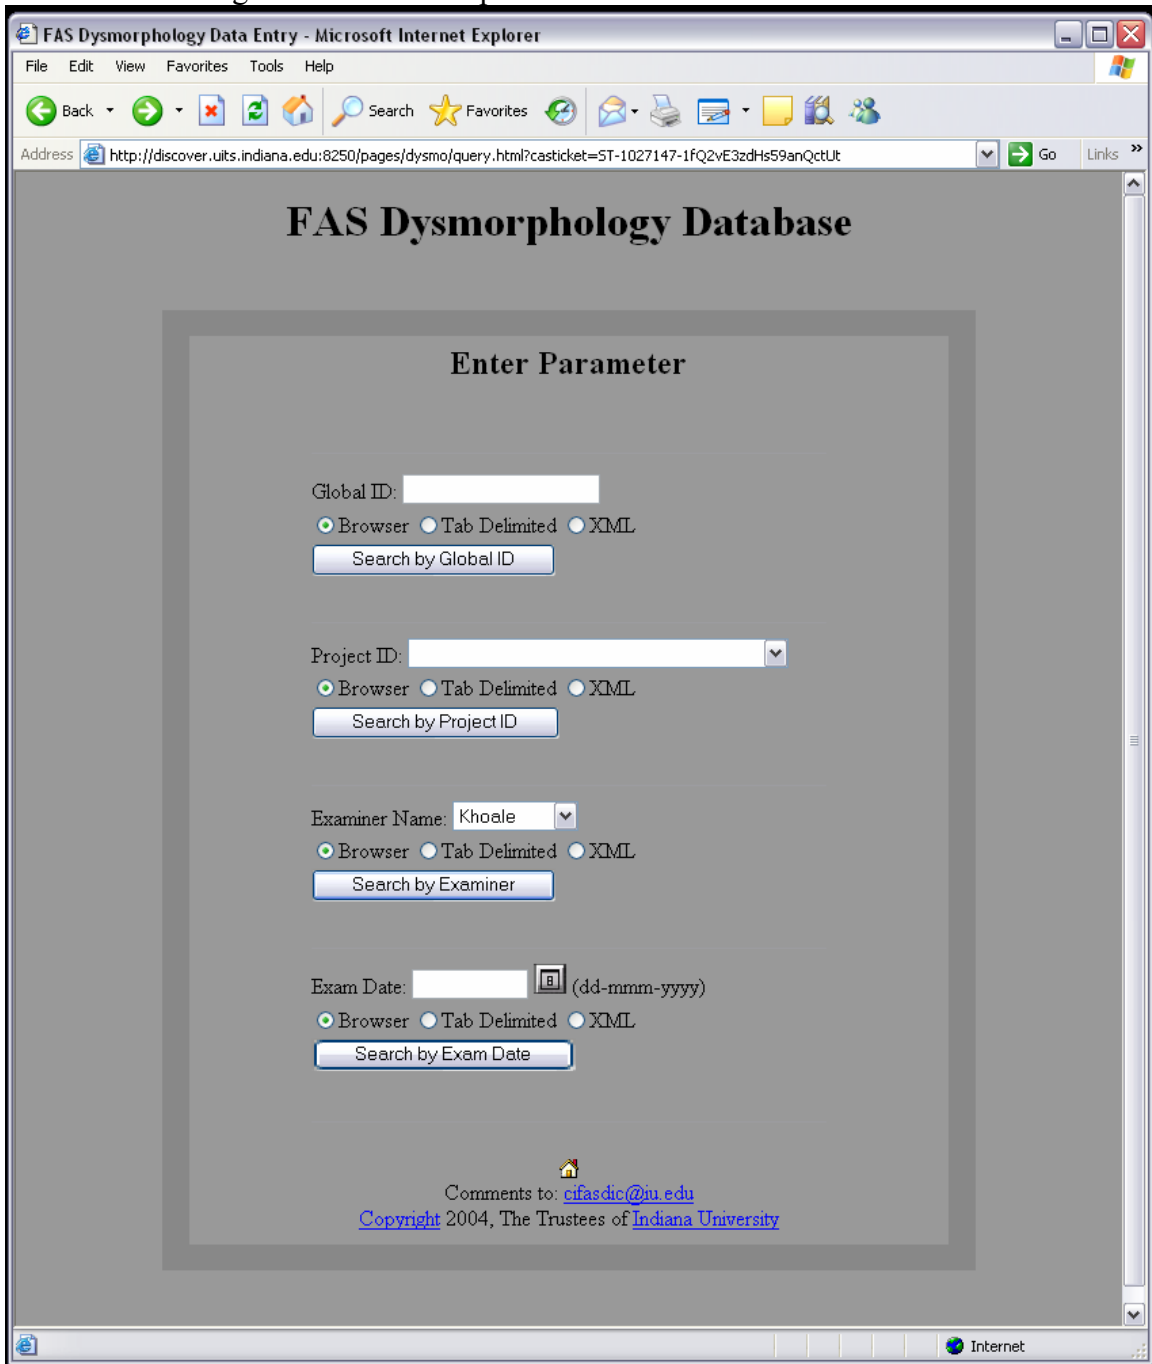 FAS Dysmorphology Data Entry - Microsoft Internet Explorer
File Edit View Favorites Tools Help
Back Search Favorites
Address http://discover.uits.indiana.edu:8250/pages/dysmo/query.html?casticket=ST-1027147-1fQ2vE3zdHs59anQctUt Go Links »
FAS Dysmorphology Database
Enter Parameter
Global ID:
Browser Tab Delimited XML
Search by Global ID
Project ID:
Browser Tab Delimited XML
Search by Project ID
Examiner Name: Khoale
Browser Tab Delimited XML
Search by Examiner
Exam Date: (dd-mmm-yyyy)
Browser Tab Delimited XML
Search by Exam Date
Comments to: cifasdic@iu.edu
Copyright 2004, The Trustees of Indiana University
Internet